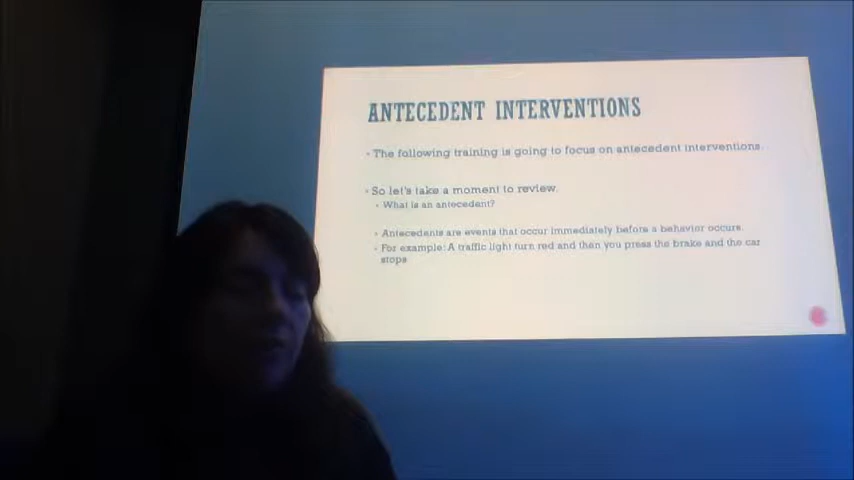 ANTECEDENT INTERVENTIONS
• The following training is going to focus on antecedent interventions.
• So let's take a moment to review.
• What is an antecedent?
• Antecedents are events that occur immediately before a behavior occurs.
• For example: A traffic light turn red and then you press the brake and the car
stops